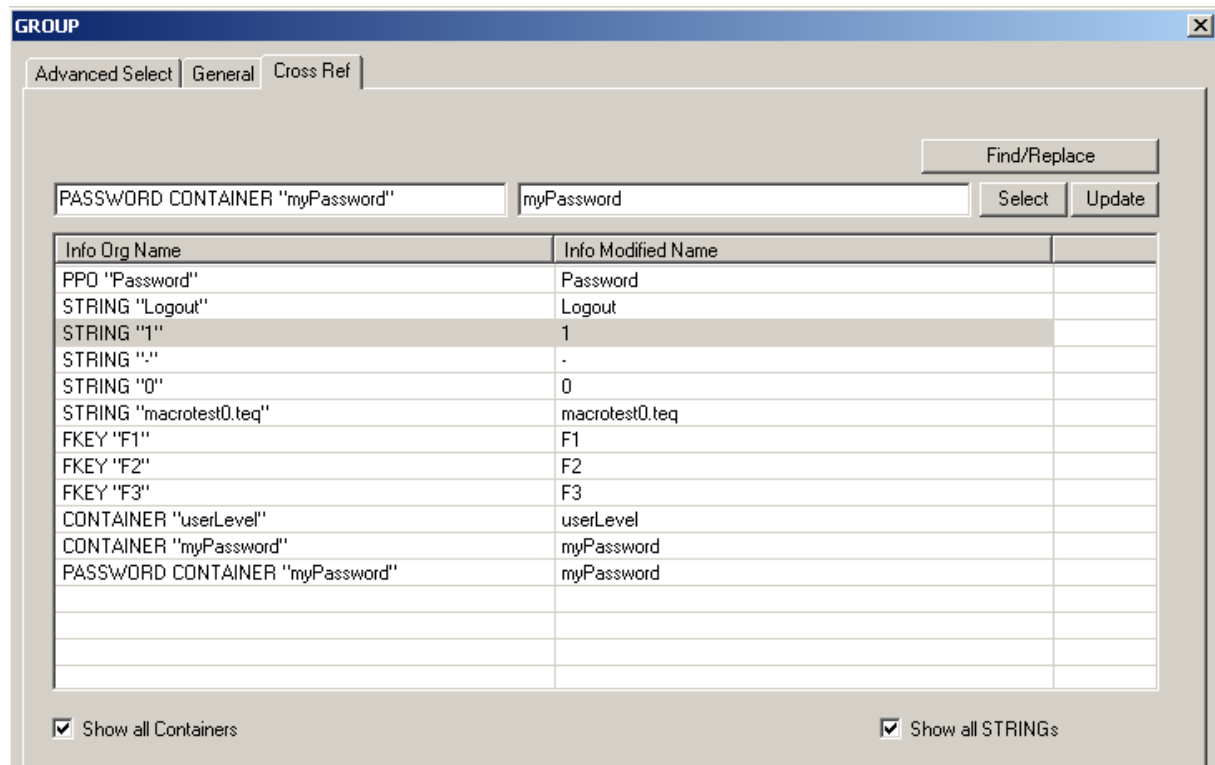 GROUP
Advanced Select General Cross Ref
Find/Replace
PASSWORD CONTAINER "myPassword" myPassword Select Update
Info Org Name Info Modified Name
PPO "Password" Password
STRING "Logout" Logout
STRING "1" 1
STRING "-" -
STRING "0" 0
STRING "macrotest0.teq" macrotest0.teq
FKEY "F1" F1
FKEY "F2" F2
FKEY "F3" F3
CONTAINER "userLevel" userLevel
CONTAINER "myPassword" myPassword
PASSWORD CONTAINER "myPassword" myPassword
Show all Containers Show all STRINGs